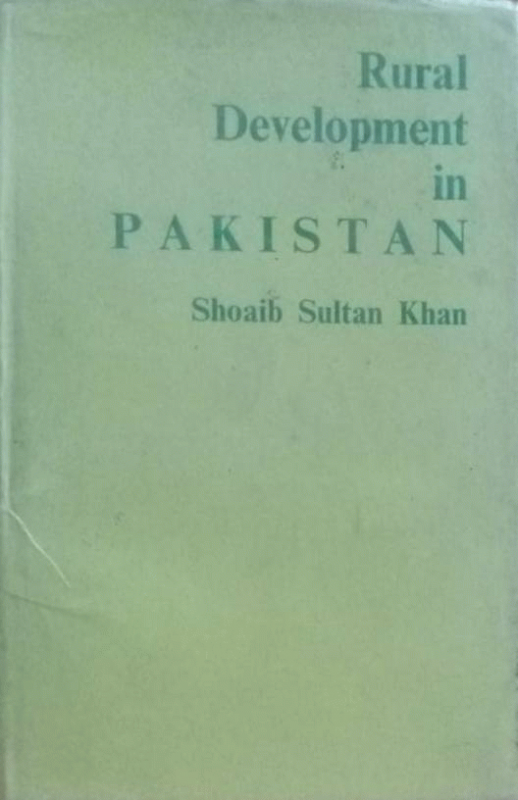 Rural
Development
in
PAKISTAN
Shoaib Sultan Khan